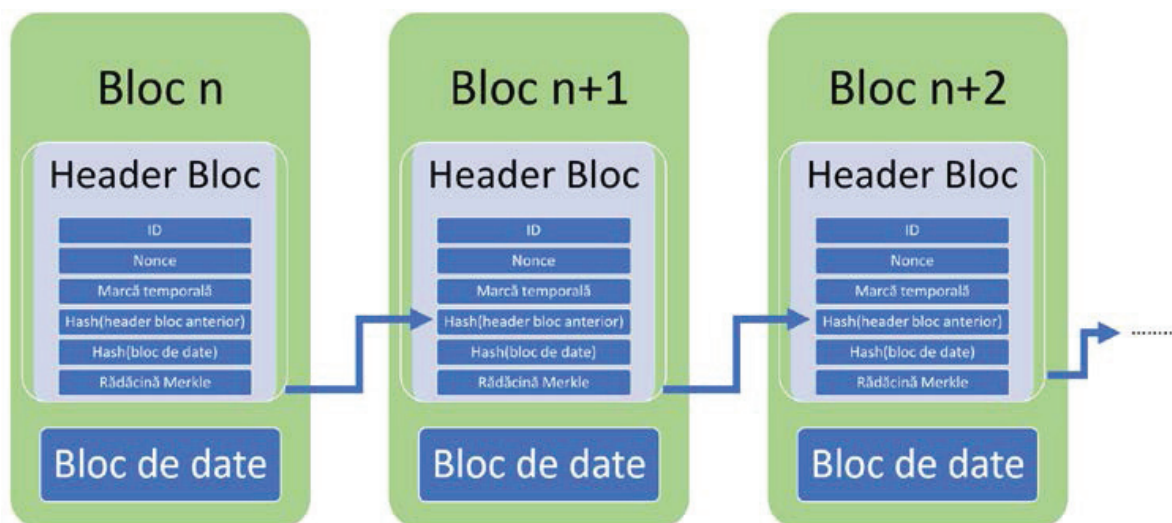 Bloc n
Header Bloc
ID
Nonce
Marcă temporală
Hash(header bloc anterior)
Hash(bloc de date)
Rădăcină Merkle
Bloc de date
Bloc n+1
Header Bloc
ID
Nonce
Marcă temporală
Hash(header bloc anterior)
Hash(bloc de date)
Rădăcină Merkle
Bloc de date
Bloc n+2
Header Bloc
ID
Nonce
Marcă temporală
Hash(header bloc anterior)
Hash(bloc de date)
Rădăcină Merkle
Bloc de date
.........